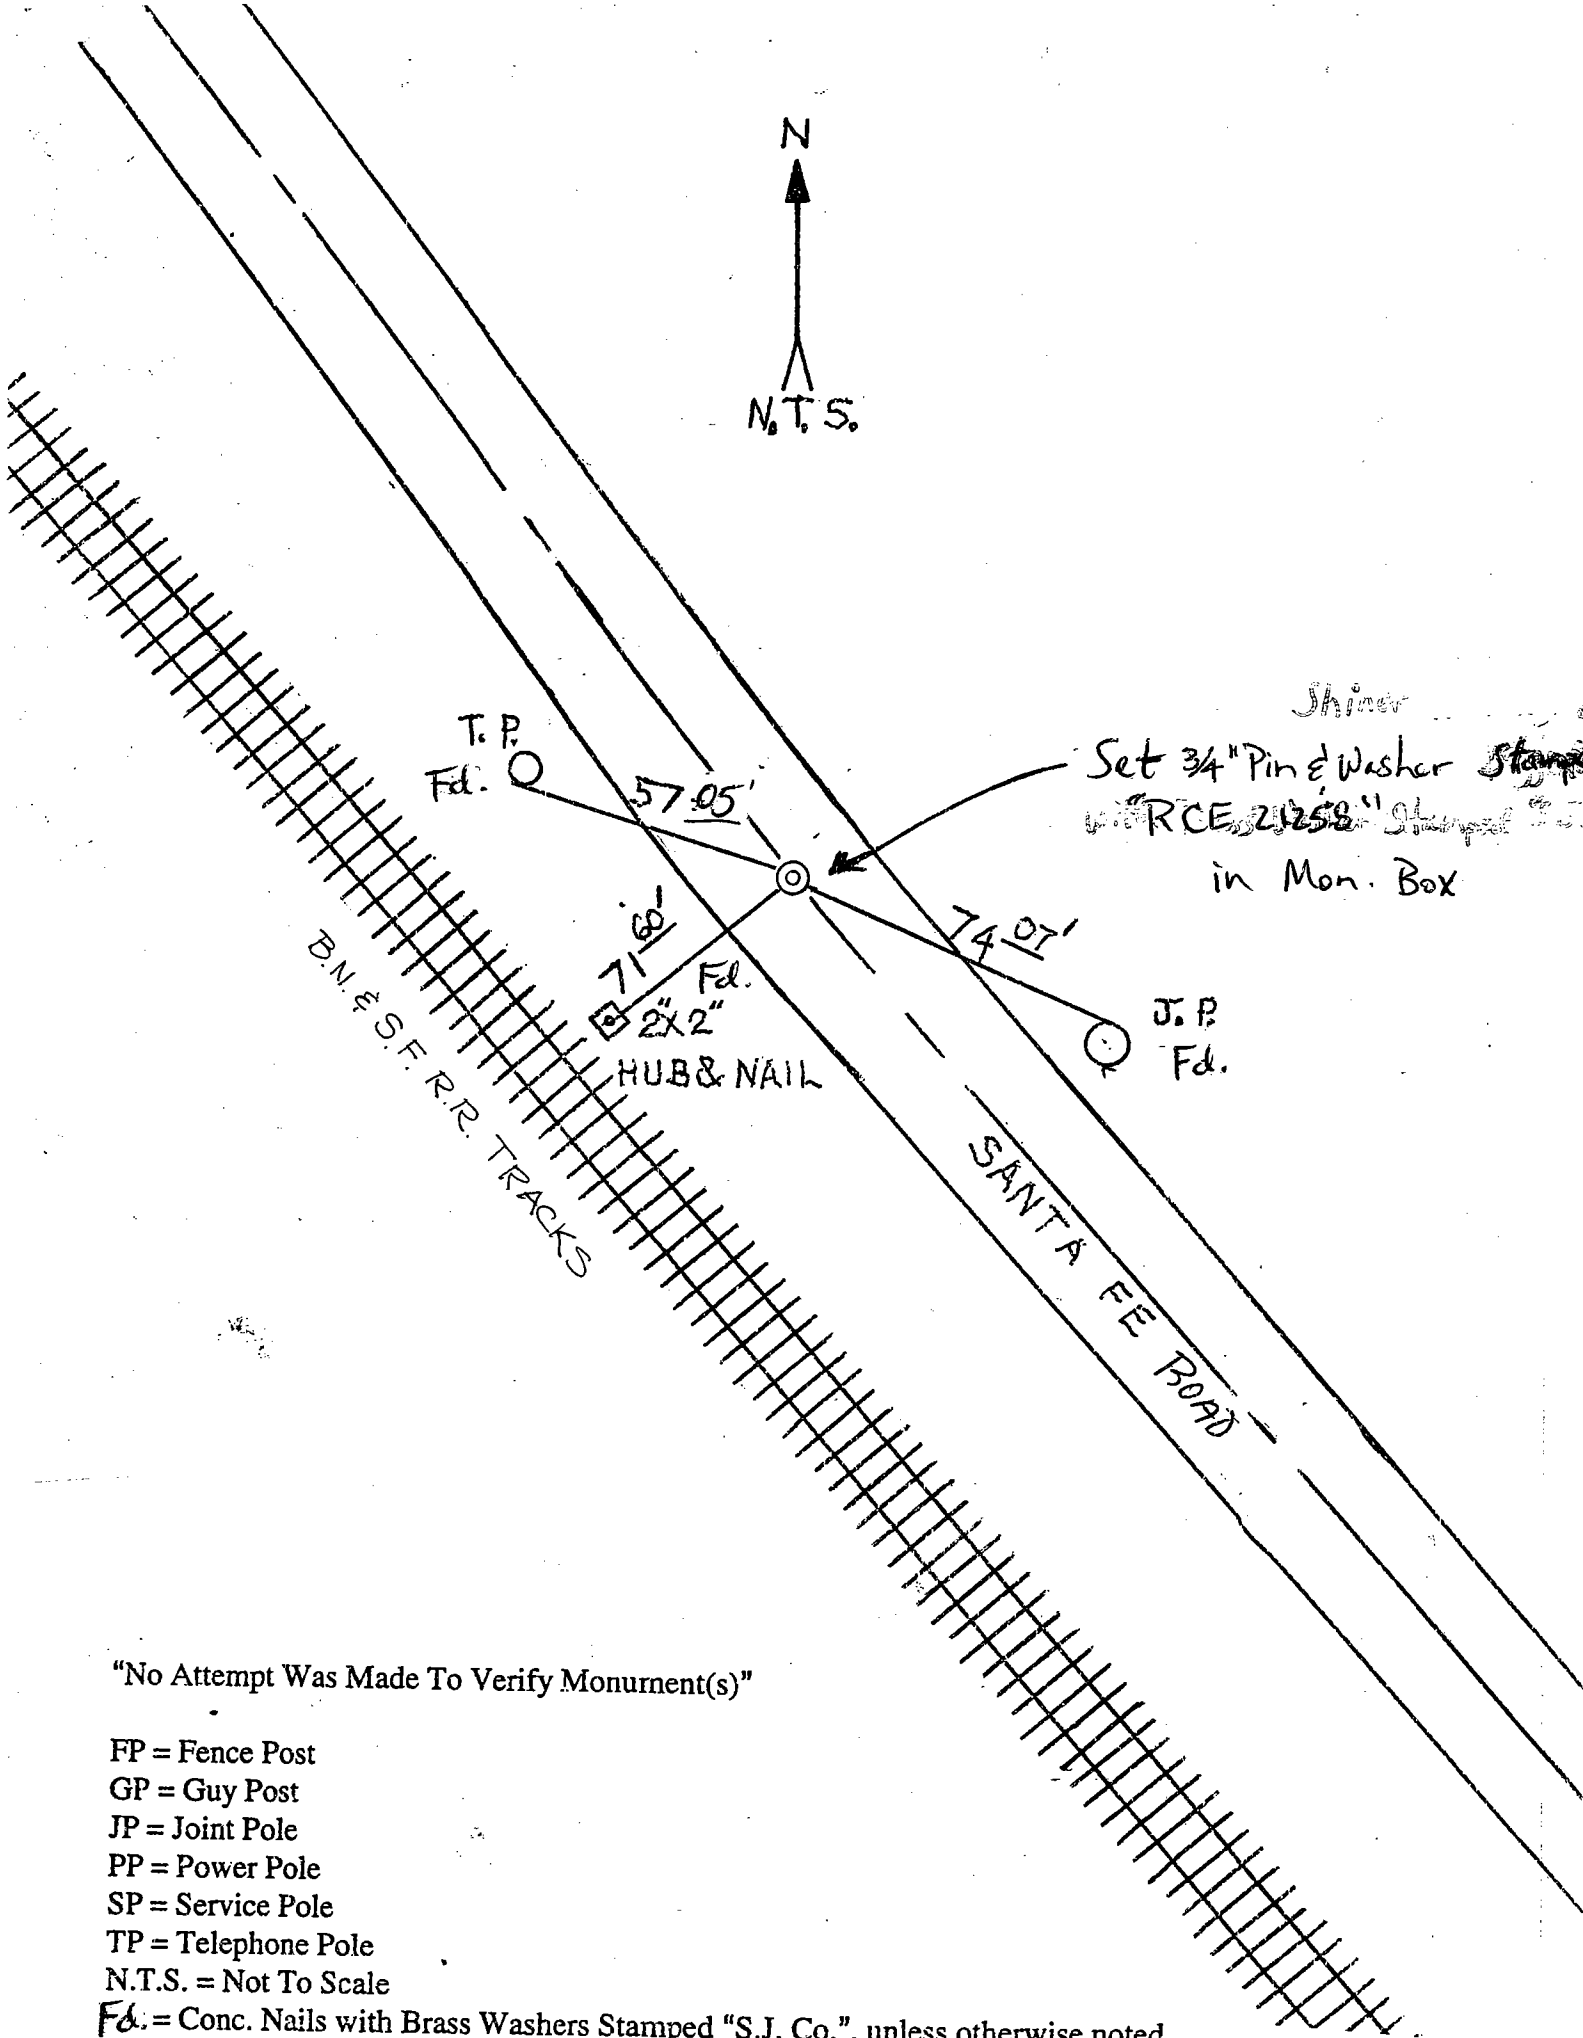 N
N.T.S.
Shiner
T. P.
Fd.
57.05'
Set 3/4" Pin & Washer
"RCE 21258" Stamped
in Mon. Box
71.60'
Fd.
2"x2"
HUB & NAIL
74.07'
J. P.
Fd.
B.N. & S.F. R.R. TRACKS
SANTA FE ROAD
"No Attempt Was Made To Verify Monument(s)"
FP = Fence Post
GP = Guy Post
JP = Joint Pole
PP = Power Pole
SP = Service Pole
TP = Telephone Pole
N.T.S. = Not To Scale
Fd. = Conc. Nails with Brass Washers Stamped "S.J. Co.", unless otherwise noted